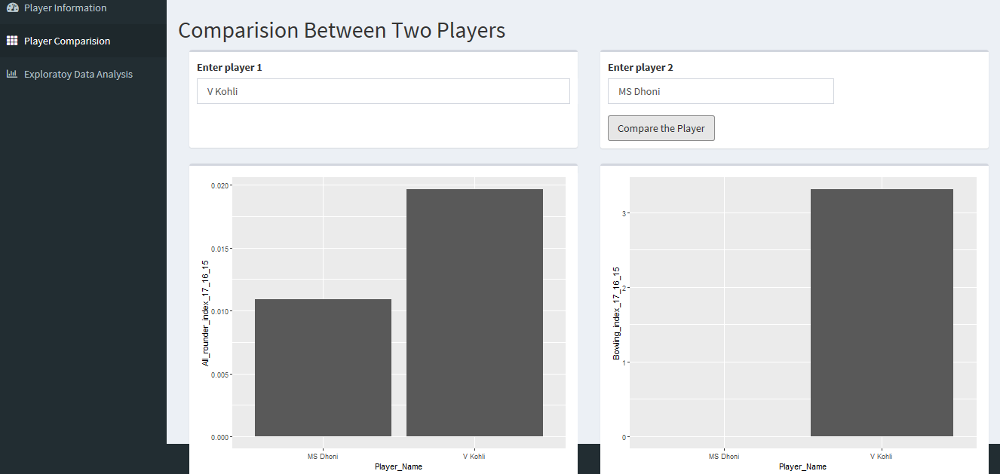 Player Information
Player Comparision
Exploratoy Data Analysis
Comparision Between Two Players
Enter player 1
V Kohli
Enter player 2
MS Dhoni
Compare the Player
All_rounder_index_17_16_15
0.020
0.015
0.010
0.005
0.000
MS Dhoni
V Kohli
Player_Name
Bowling_index_17_16_15
3
2
1
0
MS Dhoni
V Kohli
Player_Name